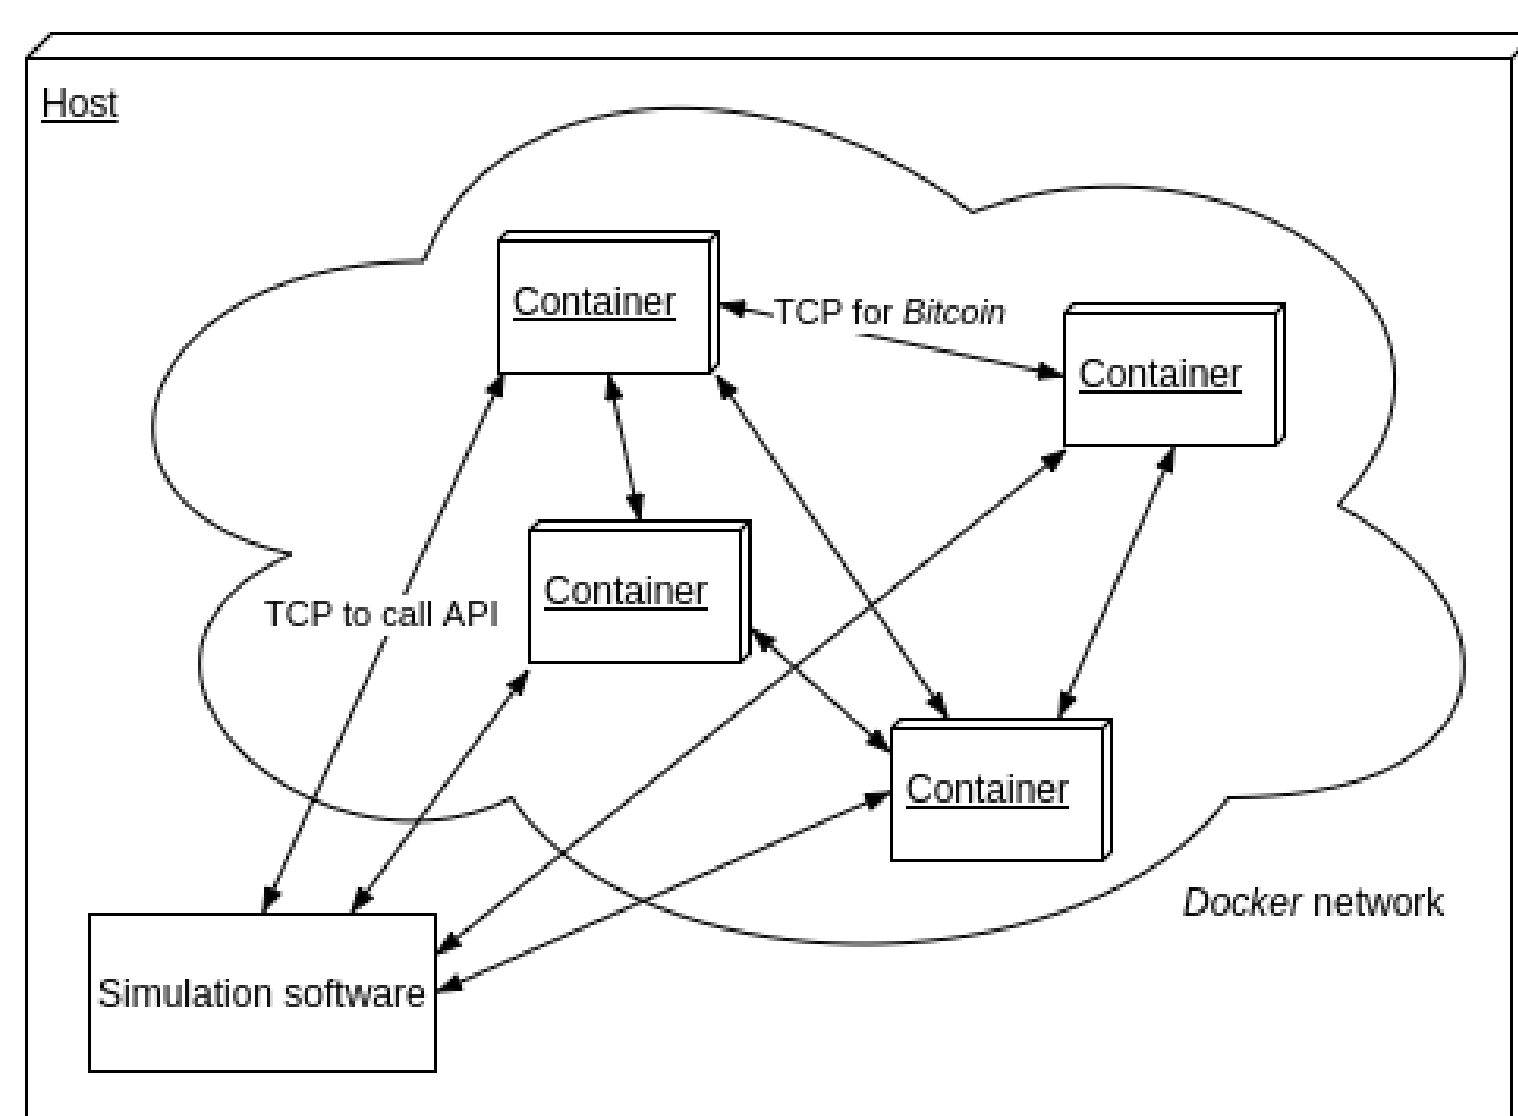 Host
Container
TCP for Bitcoin
Container
Container
TCP to call API
Container
Docker network
Simulation software